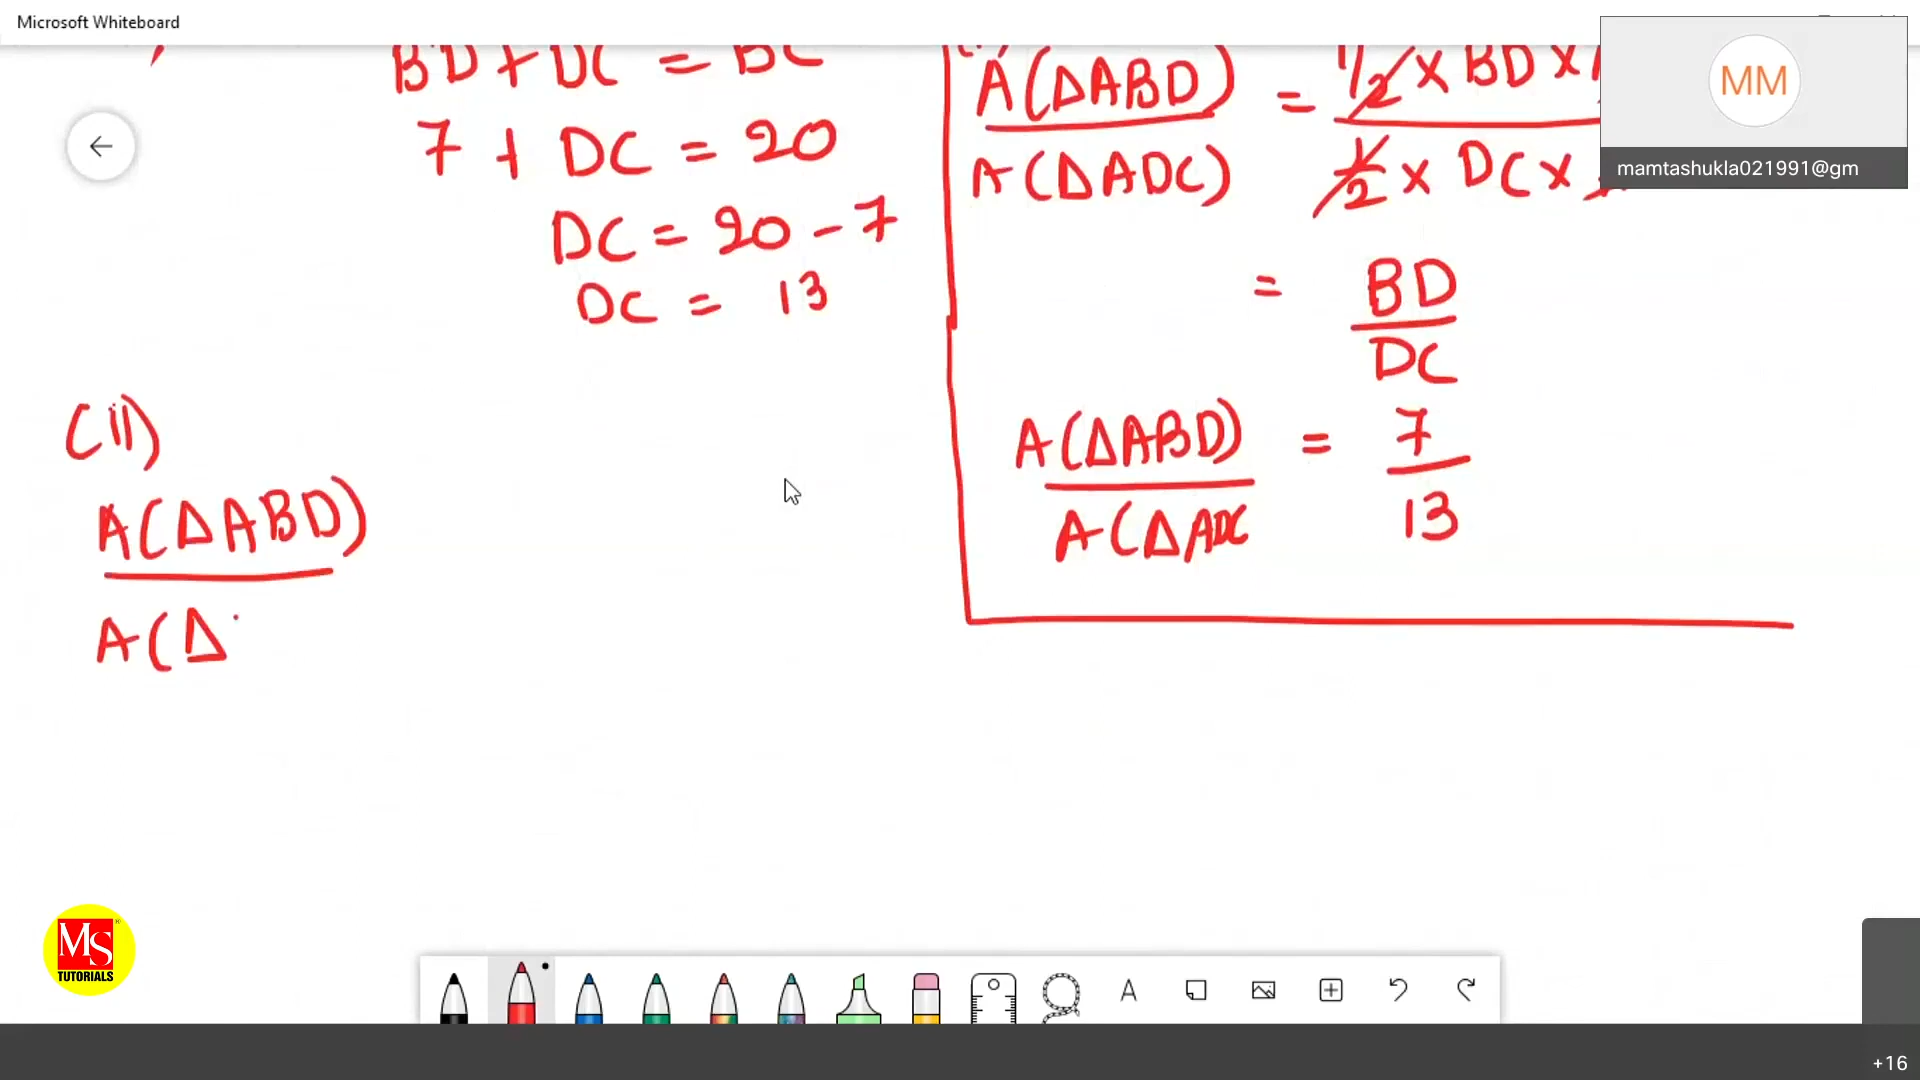 Microsoft Whiteboard
BD + DC = BC
7 + DC = 20
DC = 20 - 7
DC = 13
(ii)
A(ΔABD)
A(Δ
A(ΔABD) = 1/2 × BD ×
A(ΔADC) 1/2 × DC ×
= BD
DC
A(ΔABD) = 7
A(ΔADC 13
MM
mamtashukla021991@gm
MS
TUTORIALS
+16